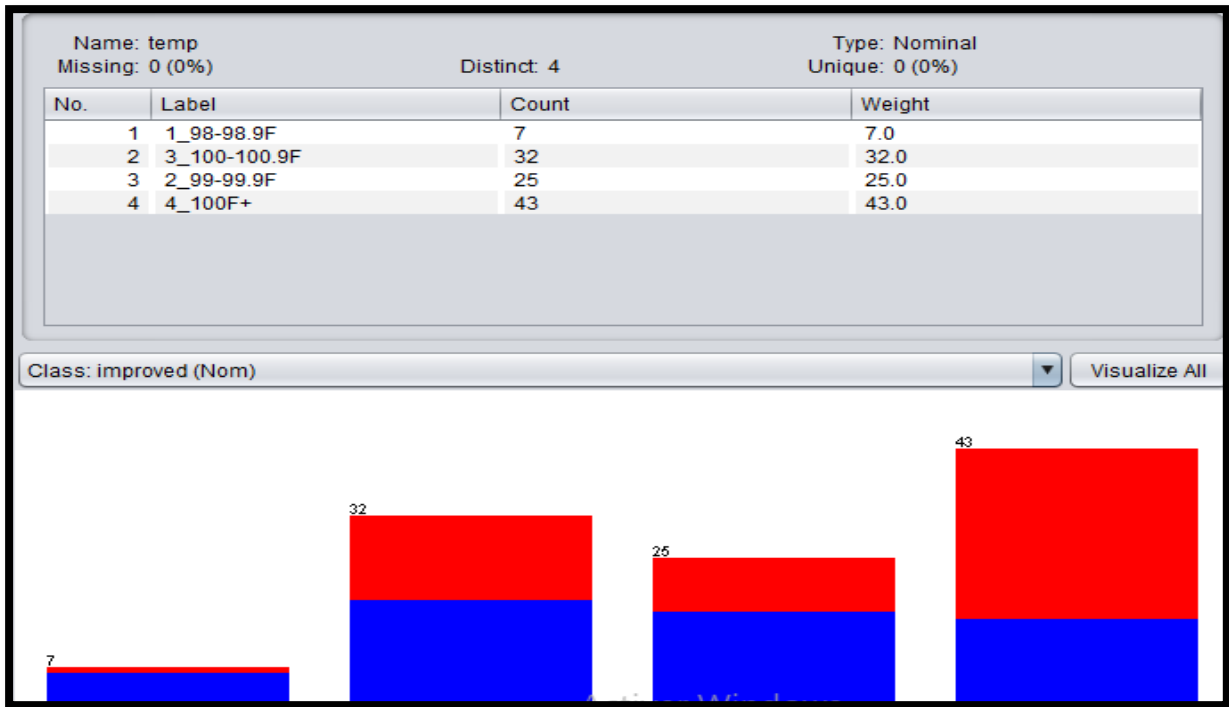 Name: temp Type: Nominal
Missing: 0 (0%) Distinct: 4 Unique: 0 (0%)
No. Label Count Weight
1 1_98-98.9F 7 7.0
2 3_100-100.9F 32 32.0
3 2_99-99.9F 25 25.0
4 4_100F+ 43 43.0
Class: improved (Nom) Visualize All
43
32
25
7